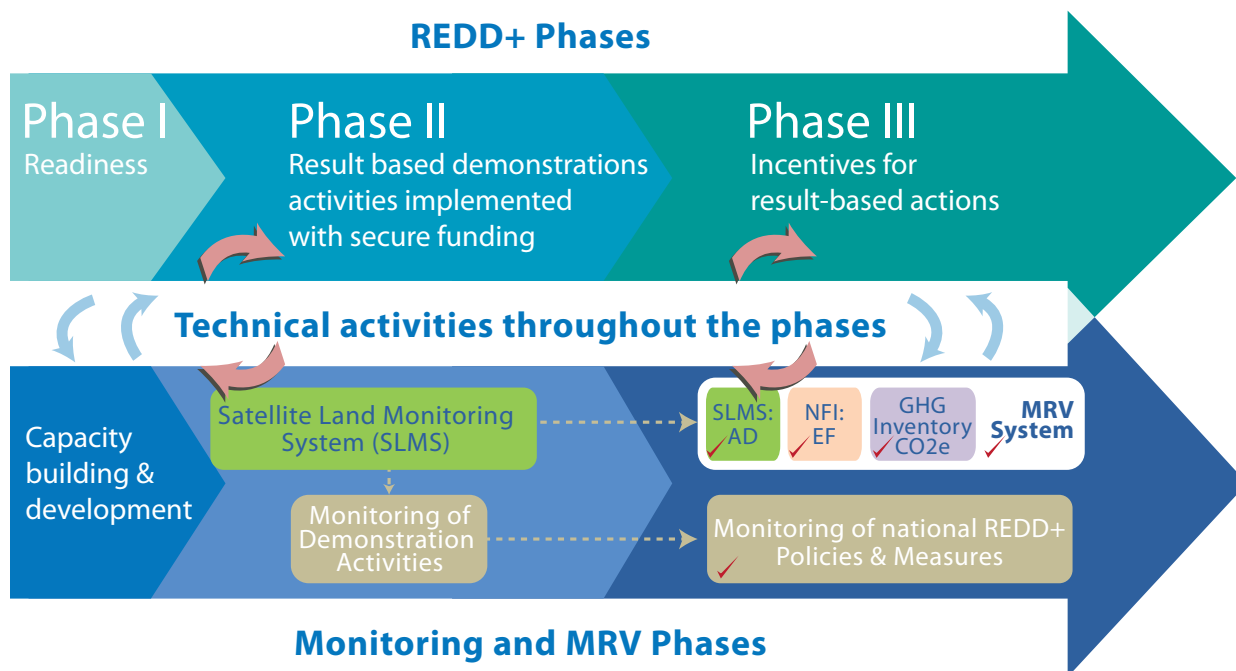 REDD+ Phases
Phase I
Readiness
Phase II
Result based demonstrations
activities implemented
with secure funding
Phase III
Incentives for
result-based actions
Technical activities throughout the phases
Capacity
building &
development
Satellite Land Monitoring
System (SLMS)
Monitoring of
Demonstration
Activities
SLMS:
AD
NFI:
EF
GHG
Inventory
CO2e
MRV
System
Monitoring of national REDD+
Policies & Measures
Monitoring and MRV Phases